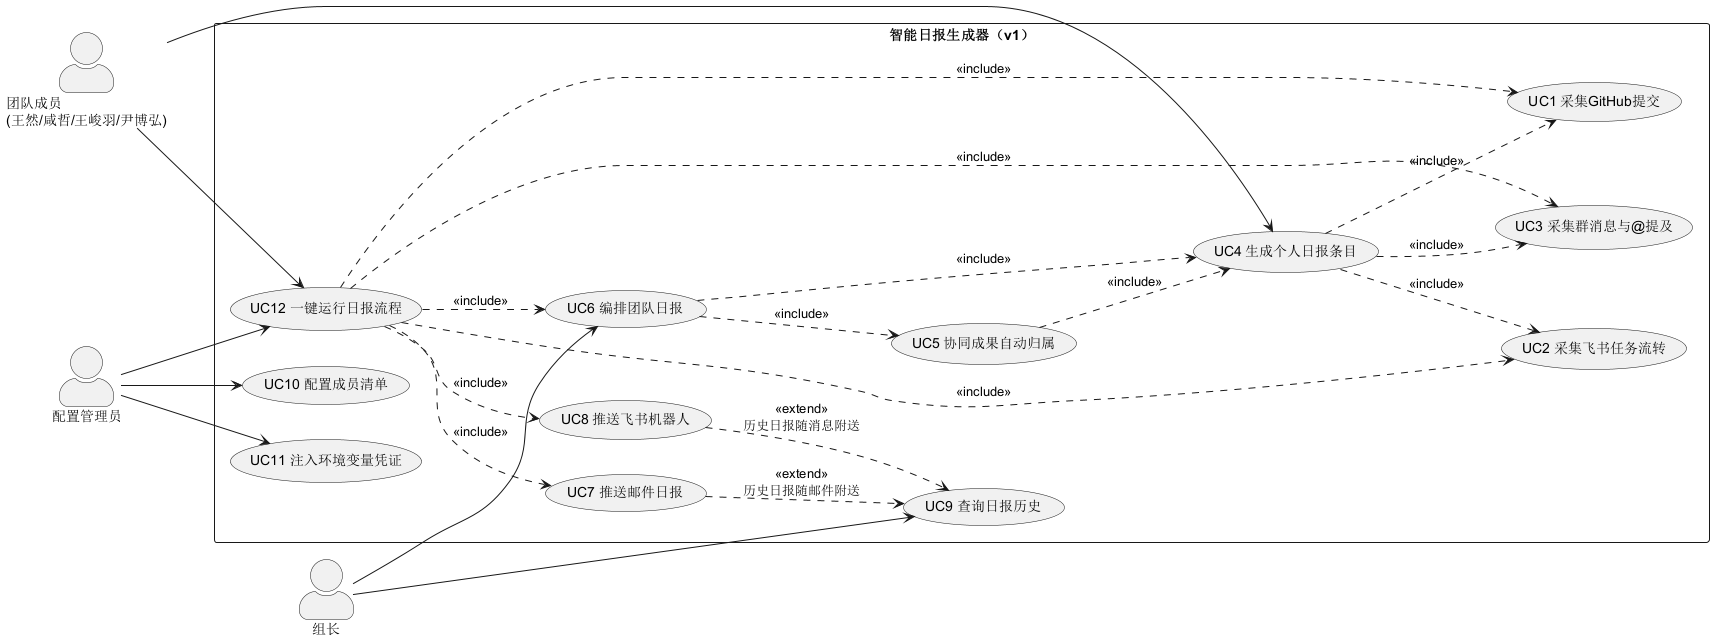 智能日报生成器（v1）
团队成员
(王然/咸哲/王峻羽/尹博弘)
«include»
UC1 采集GitHub提交
«include»
«include»
UC3 采集群消息与@提及
«include»
UC4 生成个人日报条目
«include»
«include»
«include»
UC12 一键运行日报流程
«include»
UC6 编排团队日报
«include»
UC5 协同成果自动归属
UC2 采集飞书任务流转
配置管理员
UC10 配置成员清单
«include»
«include»
UC8 推送飞书机器人
«extend»
历史日报随消息附送
UC11 注入环境变量凭证
«include»
UC7 推送邮件日报
«extend»
历史日报随邮件附送
UC9 查询日报历史
组长